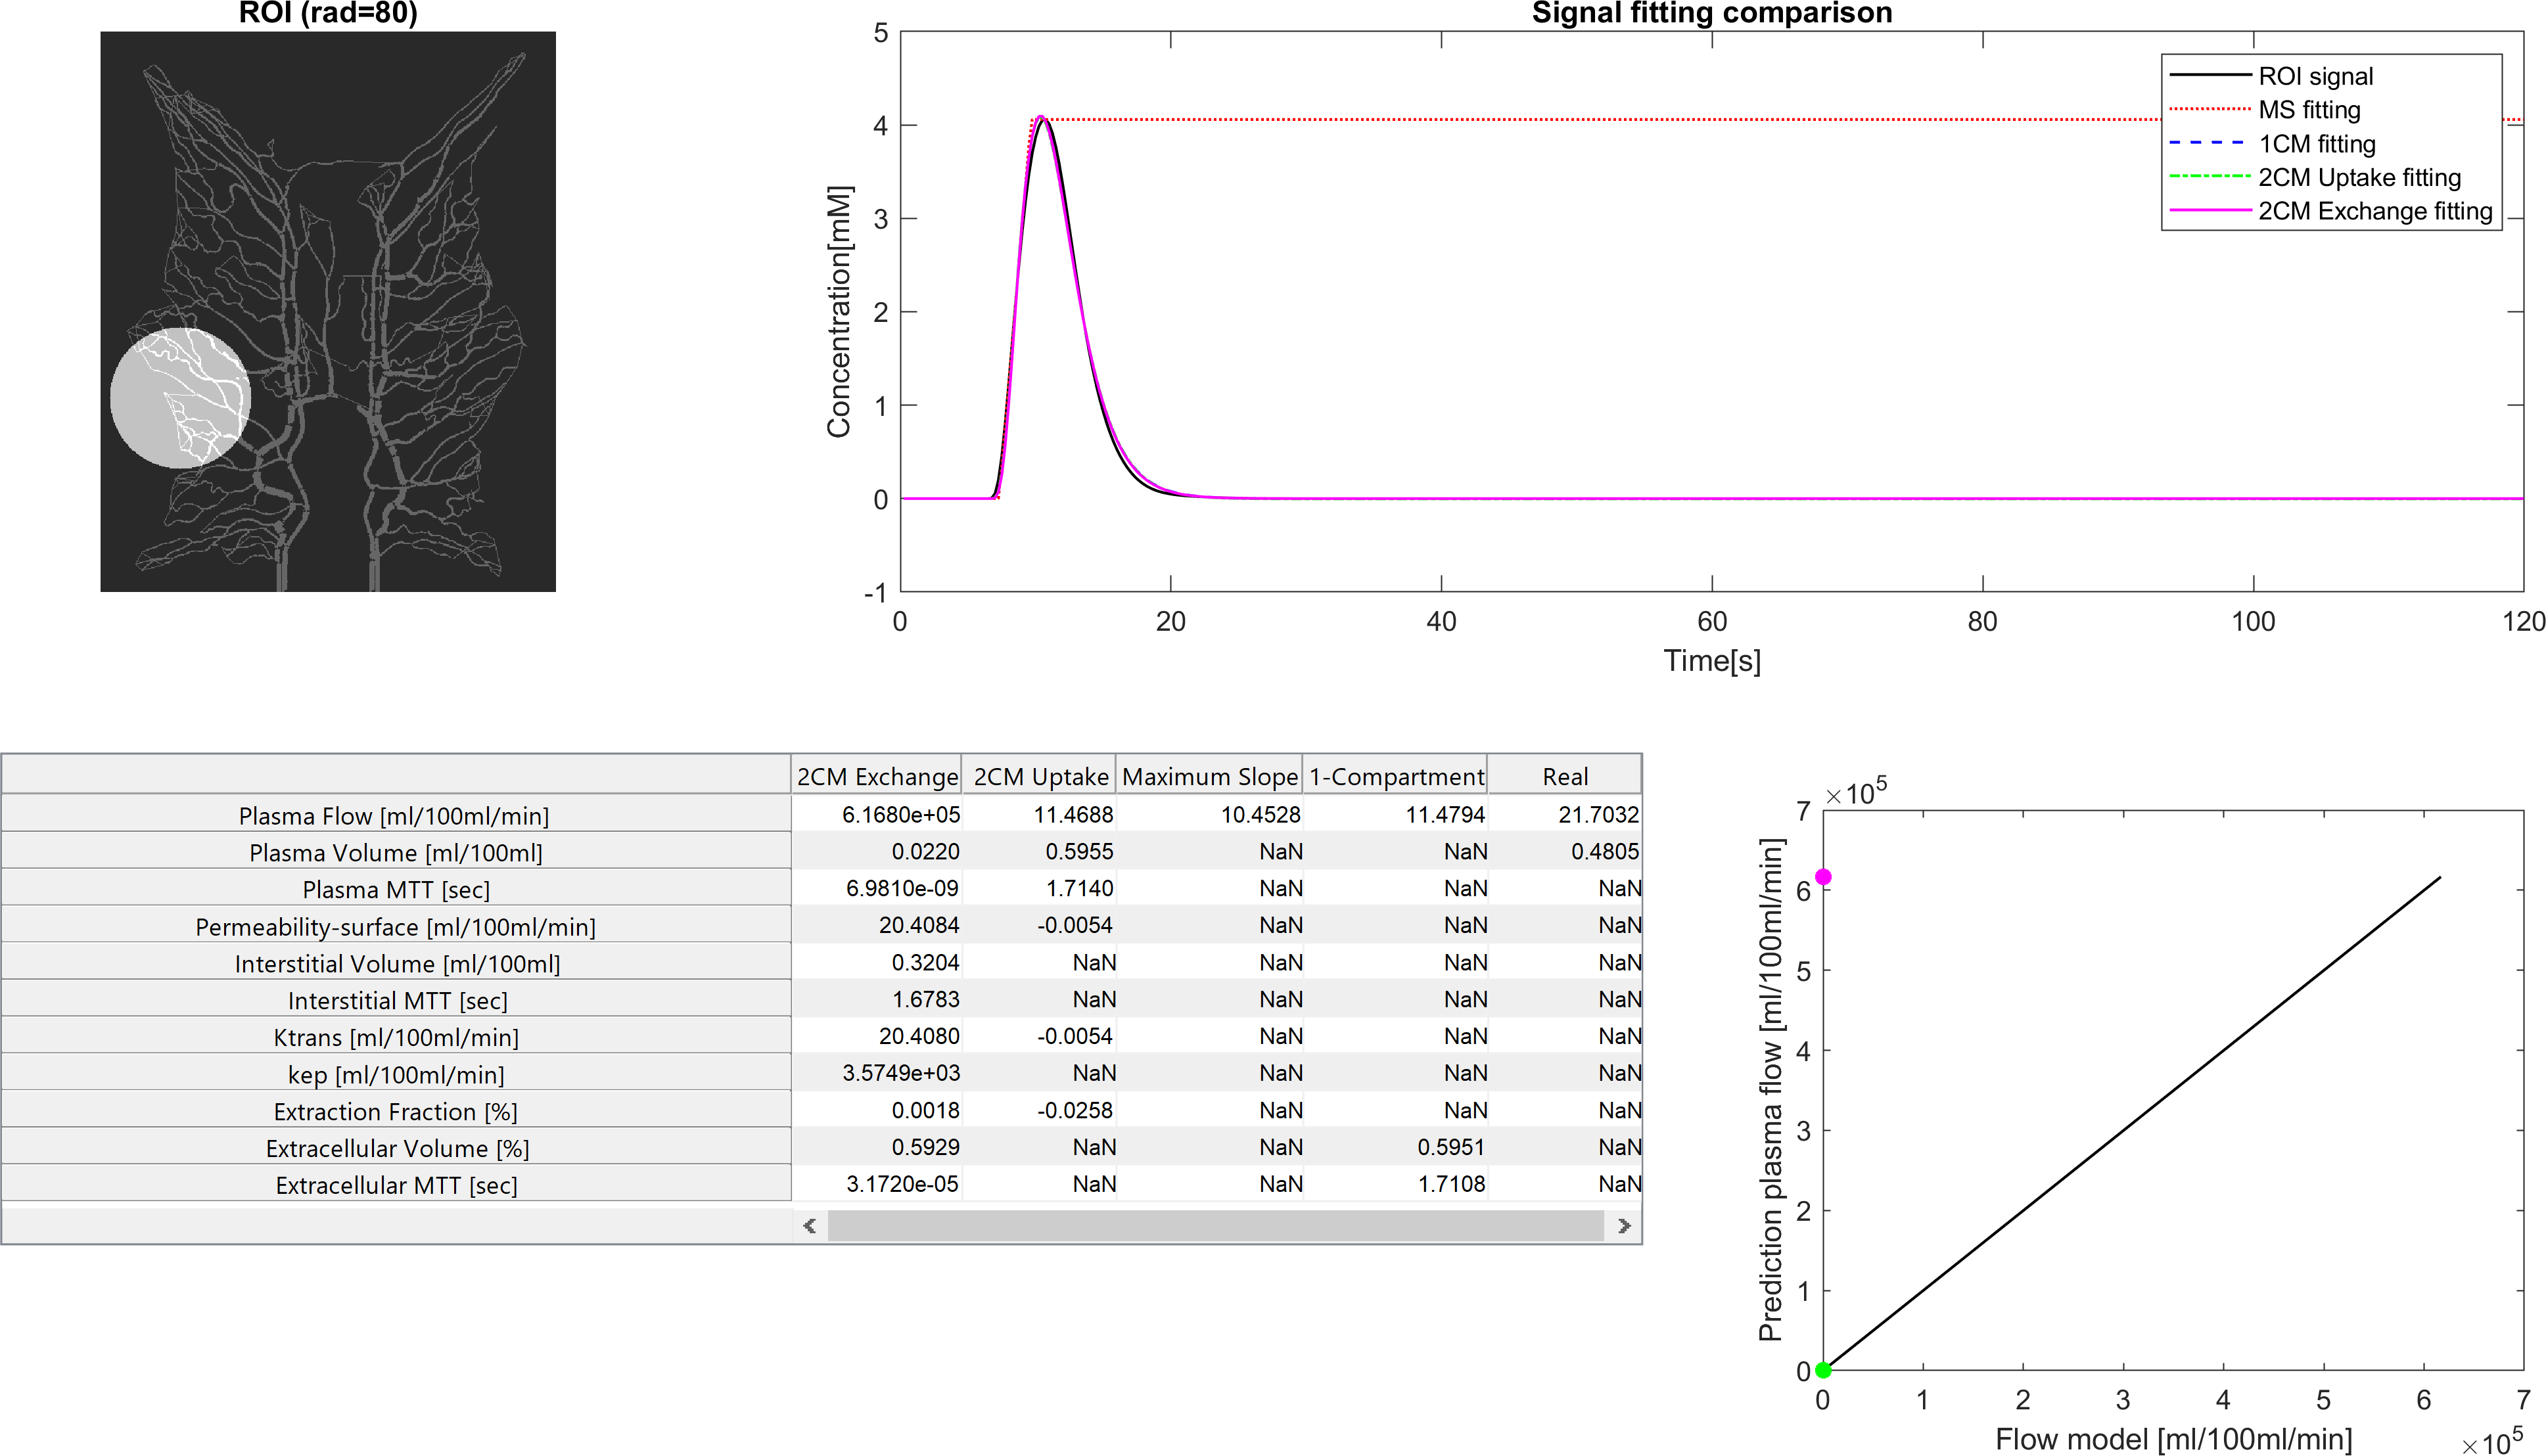 ROI (rad=80)
Signal fitting comparison
5
4
3
2
1
0
-1
Concentration[mM]
0 20 40 60 80 100 120
Time[s]
ROI signal
MS fitting
1CM fitting
2CM Uptake fitting
2CM Exchange fitting
2CM Exchange 2CM Uptake Maximum Slope 1-Compartment Real
Plasma Flow [ml/100ml/min] 6.1680e+05 11.4688 10.4528 11.4794 21.7032
Plasma Volume [ml/100ml] 0.0220 0.5955 NaN NaN 0.4805
Plasma MTT [sec] 6.9810e-09 1.7140 NaN NaN NaN
Permeability-surface [ml/100ml/min] 20.4084 -0.0054 NaN NaN NaN
Interstitial Volume [ml/100ml] 0.3204 NaN NaN NaN NaN
Interstitial MTT [sec] 1.6783 NaN NaN NaN NaN
Ktrans [ml/100ml/min] 20.4080 -0.0054 NaN NaN NaN
kep [ml/100ml/min] 3.5749e+03 NaN NaN NaN NaN
Extraction Fraction [%] 0.0018 -0.0258 NaN NaN NaN
Extracellular Volume [%] 0.5929 NaN NaN 0.5951 NaN
Extracellular MTT [sec] 3.1720e-05 NaN NaN 1.7108 NaN
×10⁵
7
6
5
4
3
2
1
0
Prediction plasma flow [ml/100ml/min]
0 1 2 3 4 5 6 7
Flow model [ml/100ml/min]
×10⁵